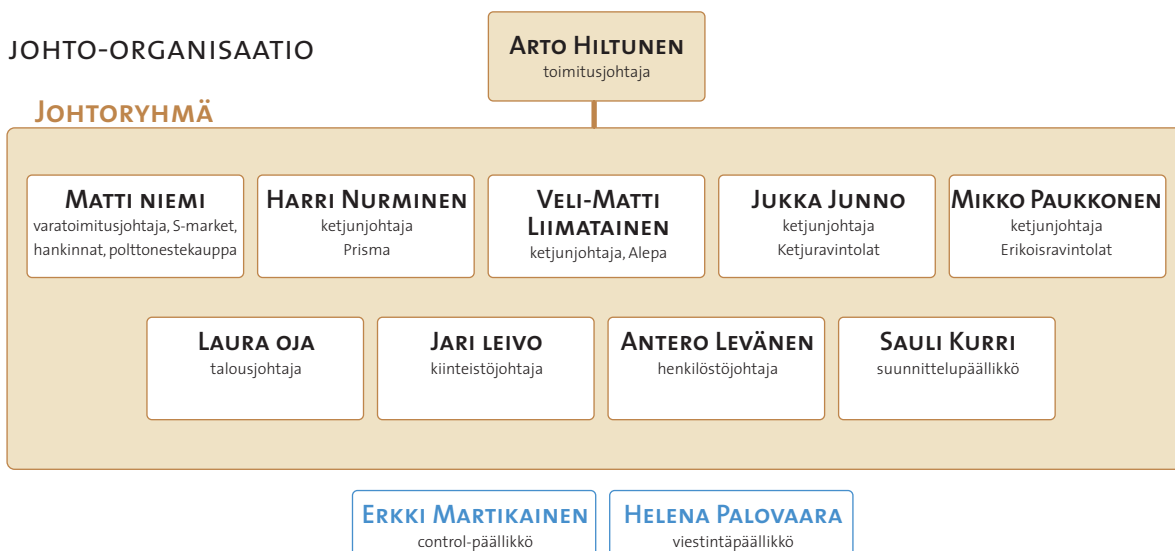 JOHTO-ORGANISAATIO
ARTO HILTUNEN
toimitusjohtaja
JOHTORYHMÄ
MATTI NIEMI
varatoimitusjohtaja, S-market,
hankinnat, polttonestekauppa
HARRI NURMINEN
ketjunjohtaja
Prisma
VELI-MATTI
LIIMATAINEN
ketjunjohtaja, Alepa
JUKKA JUNNO
ketjunjohtaja
Ketjuravintolat
MIKKO PAUKKONEN
ketjunjohtaja
Erikoisravintolat
LAURA OJA
talousjohtaja
JARI LEIVO
kiinteistöjohtaja
ANTERO LEVÄNEN
henkilöstöjohtaja
SAULI KURRI
suunnittelupäällikkö
ERKKI MARTIKAINEN
control-päällikkö
HELENA PALOVAARA
viestintäpäällikkö